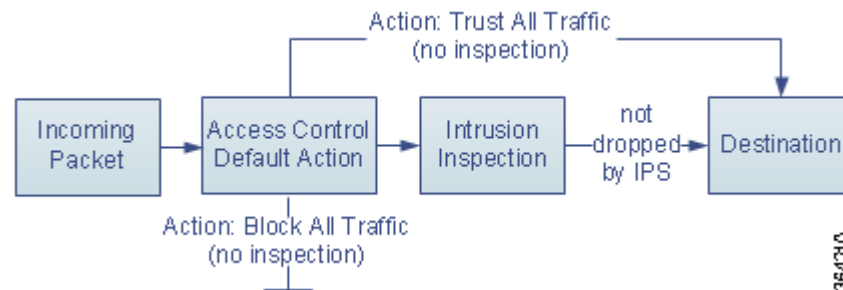 Action: Trust All Traffic
(no inspection)
Incoming
Packet
Access Control
Default Action
Intrusion
Inspection
not
dropped
by IPS
Destination
Action: Block All Traffic
(no inspection)